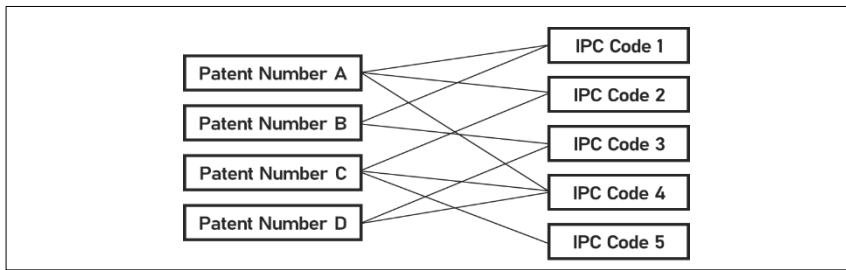 Patent Number A
Patent Number B
Patent Number C
Patent Number D
IPC Code 1
IPC Code 2
IPC Code 3
IPC Code 4
IPC Code 5